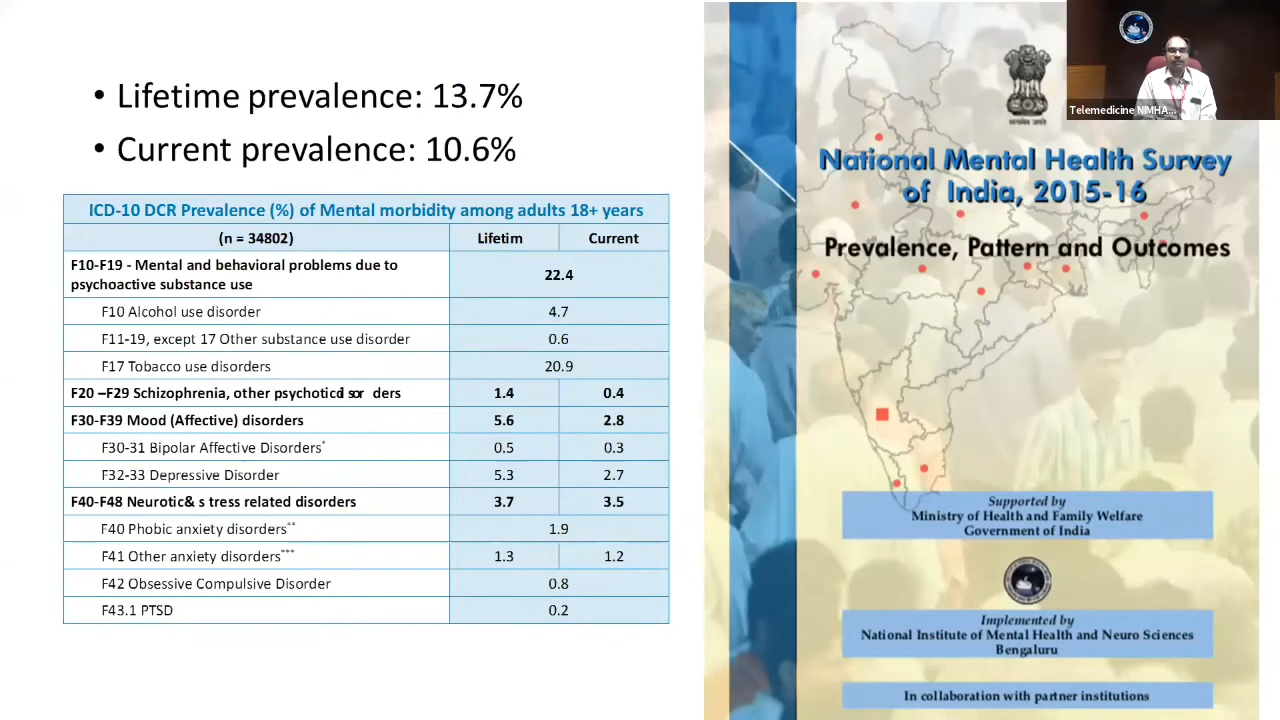 • Lifetime prevalence: 13.7%
• Current prevalence: 10.6%
ICD-10 DCR Prevalence (%) of Mental morbidity among adults 18+ years
(n = 34802) Lifetim Current
F10-F19 - Mental and behavioral problems due to
psychoactive substance use 22.4
F10 Alcohol use disorder 4.7
F11-19, except 17 Other substance use disorder 0.6
F17 Tobacco use disorders 20.9
F20 –F29 Schizophrenia, other psychotic disor ders 1.4 0.4
F30-F39 Mood (Affective) disorders 5.6 2.8
F30-31 Bipolar Affective Disorders* 0.5 0.3
F32-33 Depressive Disorder 5.3 2.7
F40-F48 Neurotic& s tress related disorders 3.7 3.5
F40 Phobic anxiety disorders** 1.9
F41 Other anxiety disorders*** 1.3 1.2
F42 Obsessive Compulsive Disorder 0.8
F43.1 PTSD 0.2
Telemedicine NIMHA...
सत्यमेव जयते
National Mental Health Survey
of India, 2015-16
Prevalence, Pattern and Outcomes
Supported by
Ministry of Health and Family Welfare
Government of India
Implemented by
National Institute of Mental Health and Neuro Sciences
Bengaluru
In collaboration with partner institutions